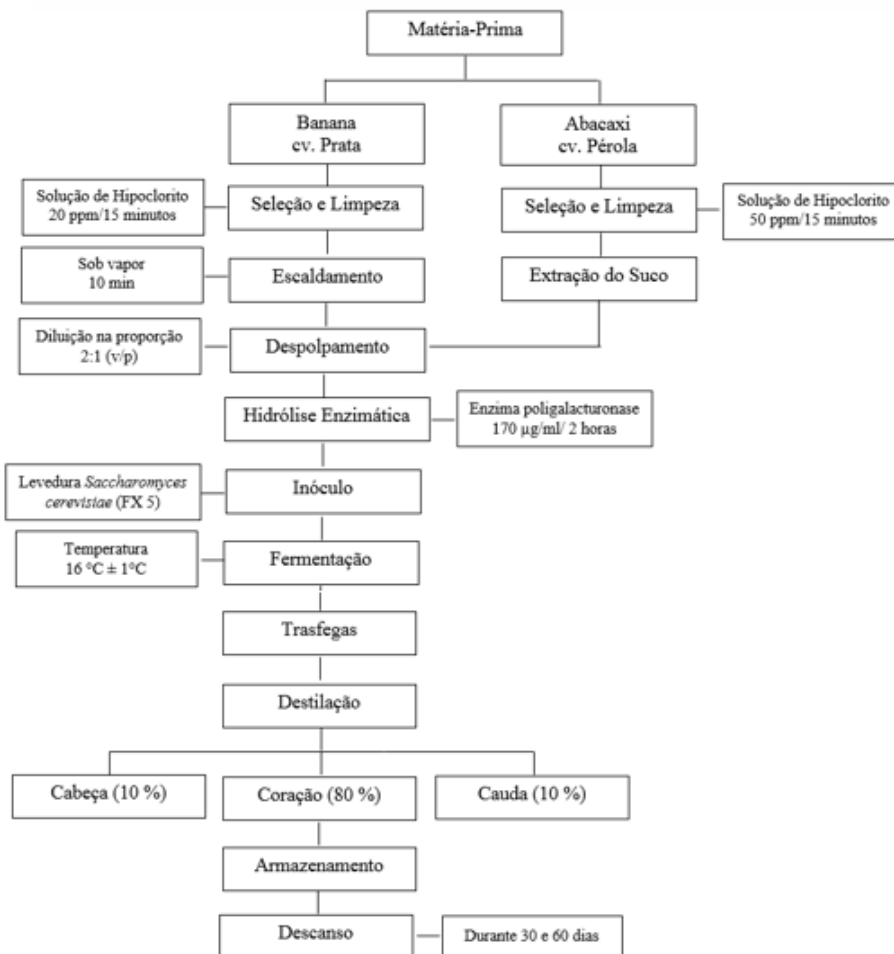 Matéria-Prima
Banana
cv. Prata
Abacaxi
cv. Pérola
Solução de Hipoclorito
20 ppm/15 minutos
Seleção e Limpeza
Seleção e Limpeza
Solução de Hipoclorito
50 ppm/15 minutos
Sob vapor
10 min
Escaldamento
Extração do Suco
Diluição na proporção
2:1 (v/p)
Despolpamento
Hidrólise Enzimática
Enzima poligalacturonase
170 µg/ml/ 2 horas
Levedura Saccharomyces
cerevisiae (FX 5)
Inóculo
Temperatura
16 °C ± 1°C
Fermentação
Trasfegas
Destilação
Cabeça (10 %)
Coração (80 %)
Cauda (10 %)
Armazenamento
Descanso
Durante 30 e 60 dias